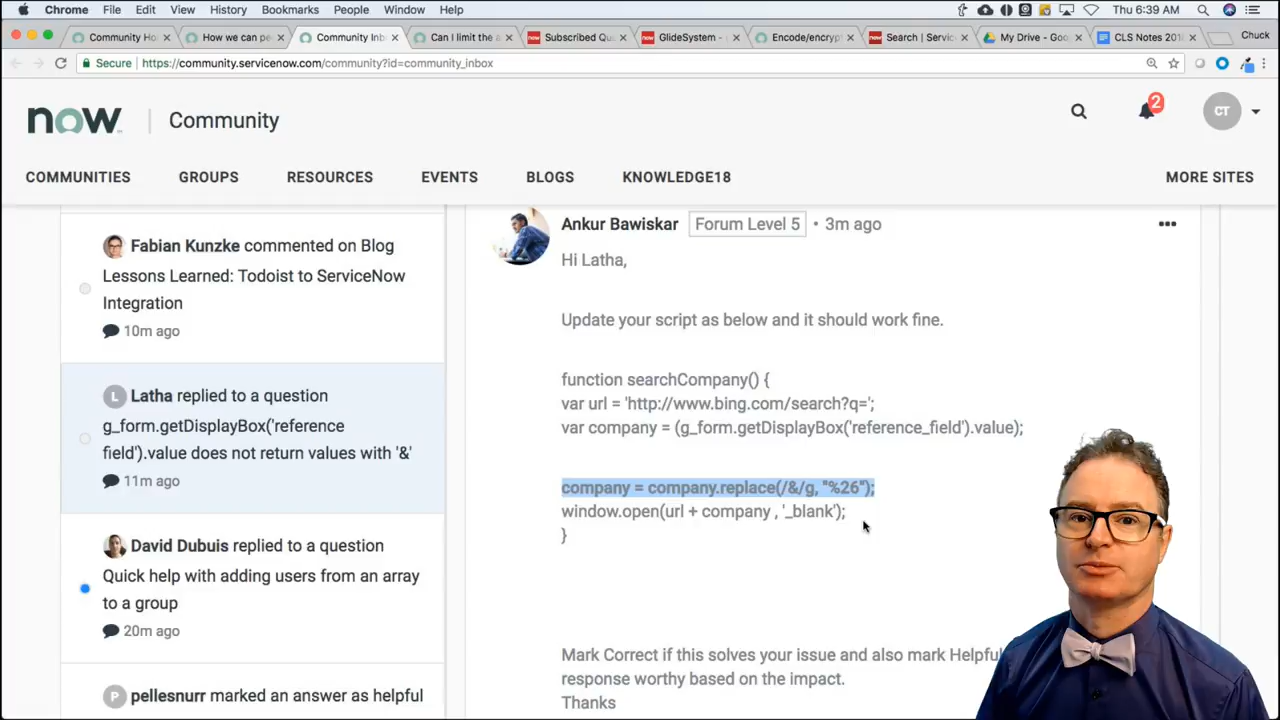 Chrome File Edit View History Bookmarks People Window Help
Thu 6:39 AM
Community Ho
How we can pe
Community Inb
Can I limit the a
Subscribed Qu
GlideSystem -
Encode/encryp
Search | Servic
My Drive - Goo
CLS Notes 201
Chuck
Secure https://community.servicenow.com/community?id=community_inbox
now Community
2
CT
COMMUNITIES GROUPS RESOURCES EVENTS BLOGS KNOWLEDGE18 MORE SITES
Fabian Kunzke commented on Blog
Lessons Learned: Todoist to ServiceNow
Integration
10m ago
L
Latha replied to a question
g_form.getDisplayBox('reference
field').value does not return values with '&'
11m ago
David Dubuis replied to a question
Quick help with adding users from an array
to a group
20m ago
P
pellesnurr marked an answer as helpful
Ankur Bawiskar Forum Level 5 • 3m ago
Hi Latha,
Update your script as below and it should work fine.
function searchCompany() {
var url = 'http://www.bing.com/search?q=';
var company = (g_form.getDisplayBox('reference_field').value);
company = company.replace(/&/g, "%26");
window.open(url + company , '_blank');
}
Mark Correct if this solves your issue and also mark Helpful
response worthy based on the impact.
Thanks